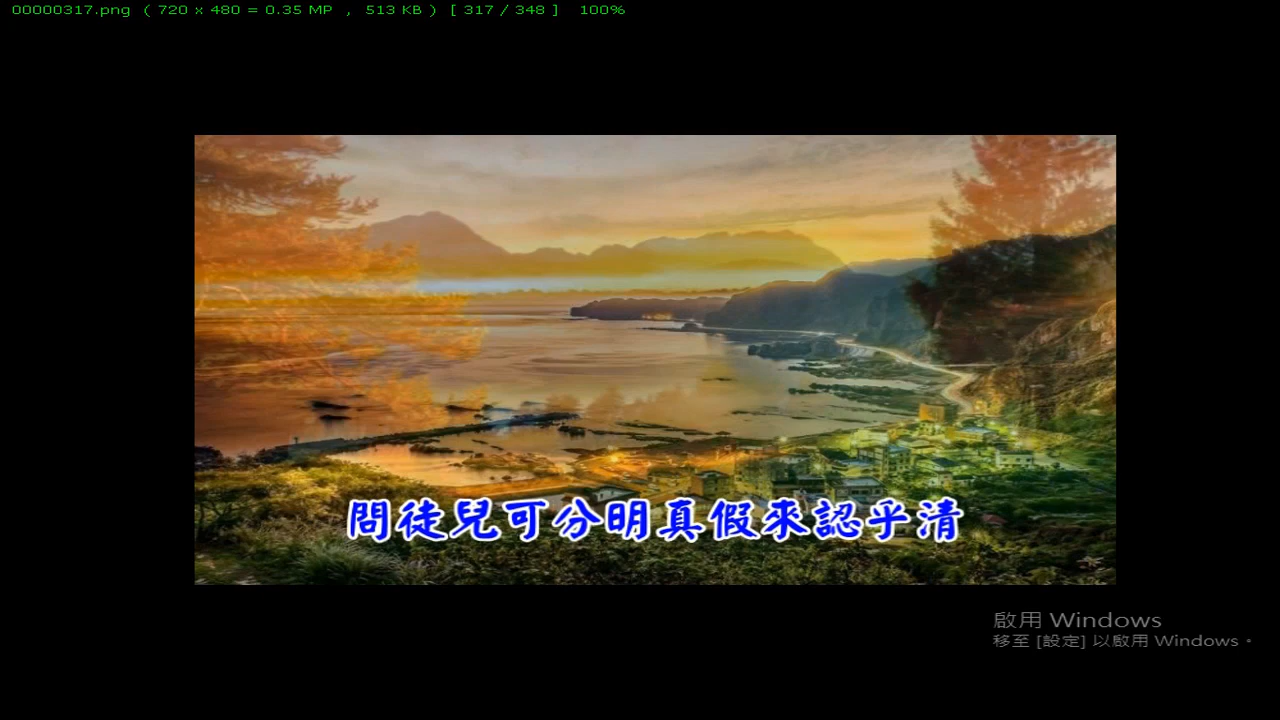 00000317.png ( 720 x 480 = 0.35 MP , 513 KB ) [ 317 / 348 ] 100%
問徒兒可分明真假來認乎清
啟用 Windows
移至 [設定] 以啟用 Windows。